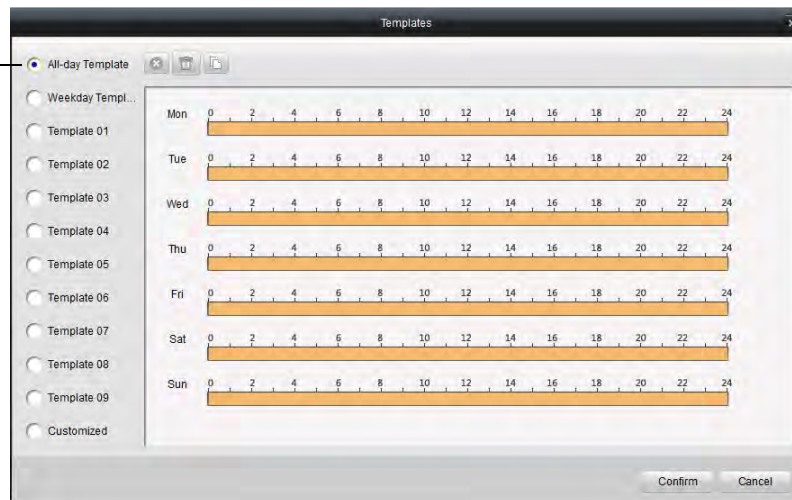 Templates
All-day Template
Weekday Templ...
Template 01
Template 02
Template 03
Template 04
Template 05
Template 06
Template 07
Template 08
Template 09
Customized
Mon 0 2 4 6 8 10 12 14 16 18 20 22 24
Tue 0 2 4 6 8 10 12 14 16 18 20 22 24
Wed 0 2 4 6 8 10 12 14 16 18 20 22 24
Thu 0 2 4 6 8 10 12 14 16 18 20 22 24
Fri 0 2 4 6 8 10 12 14 16 18 20 22 24
Sat 0 2 4 6 8 10 12 14 16 18 20 22 24
Sun 0 2 4 6 8 10 12 14 16 18 20 22 24
Confirm Cancel